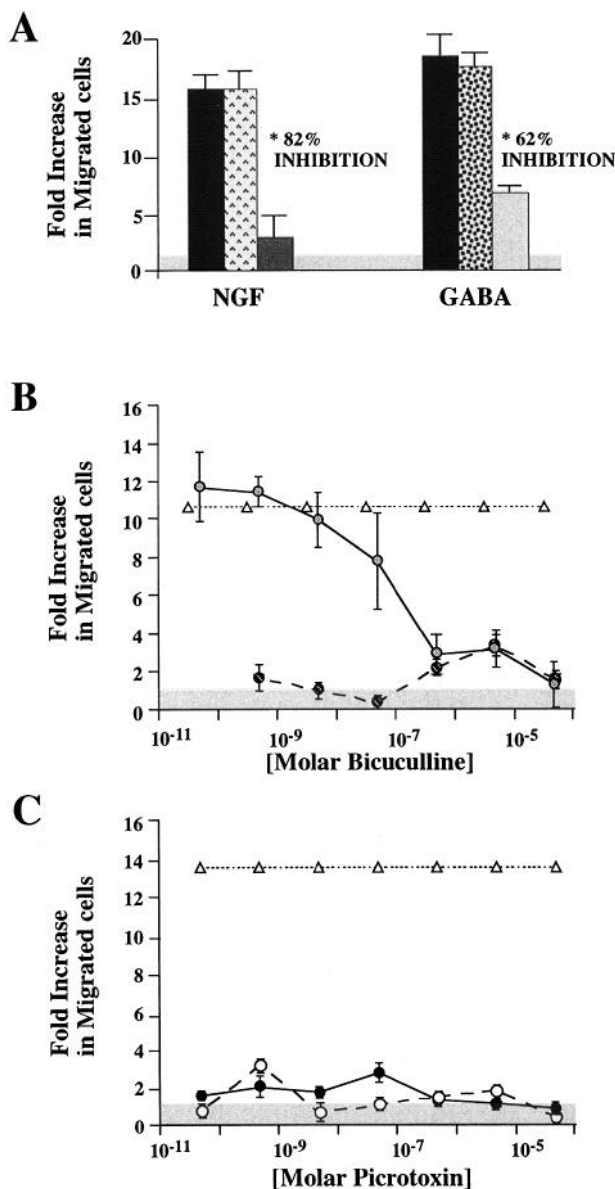 A
Fold Increase
in Migrated cells
20
15
10
5
0
* 82%
INHIBITION
* 62%
INHIBITION
NGF
GABA
B
Fold Increase
in Migrated cells
16
14
12
10
8
6
4
2
0
10-11
10-9
10-7
10-5
[Molar Bicuculline]
C
Fold Increase
in Migrated cells
16
14
12
10
8
6
4
2
0
10-11
10-9
10-7
10-5
[Molar Picrotoxin]